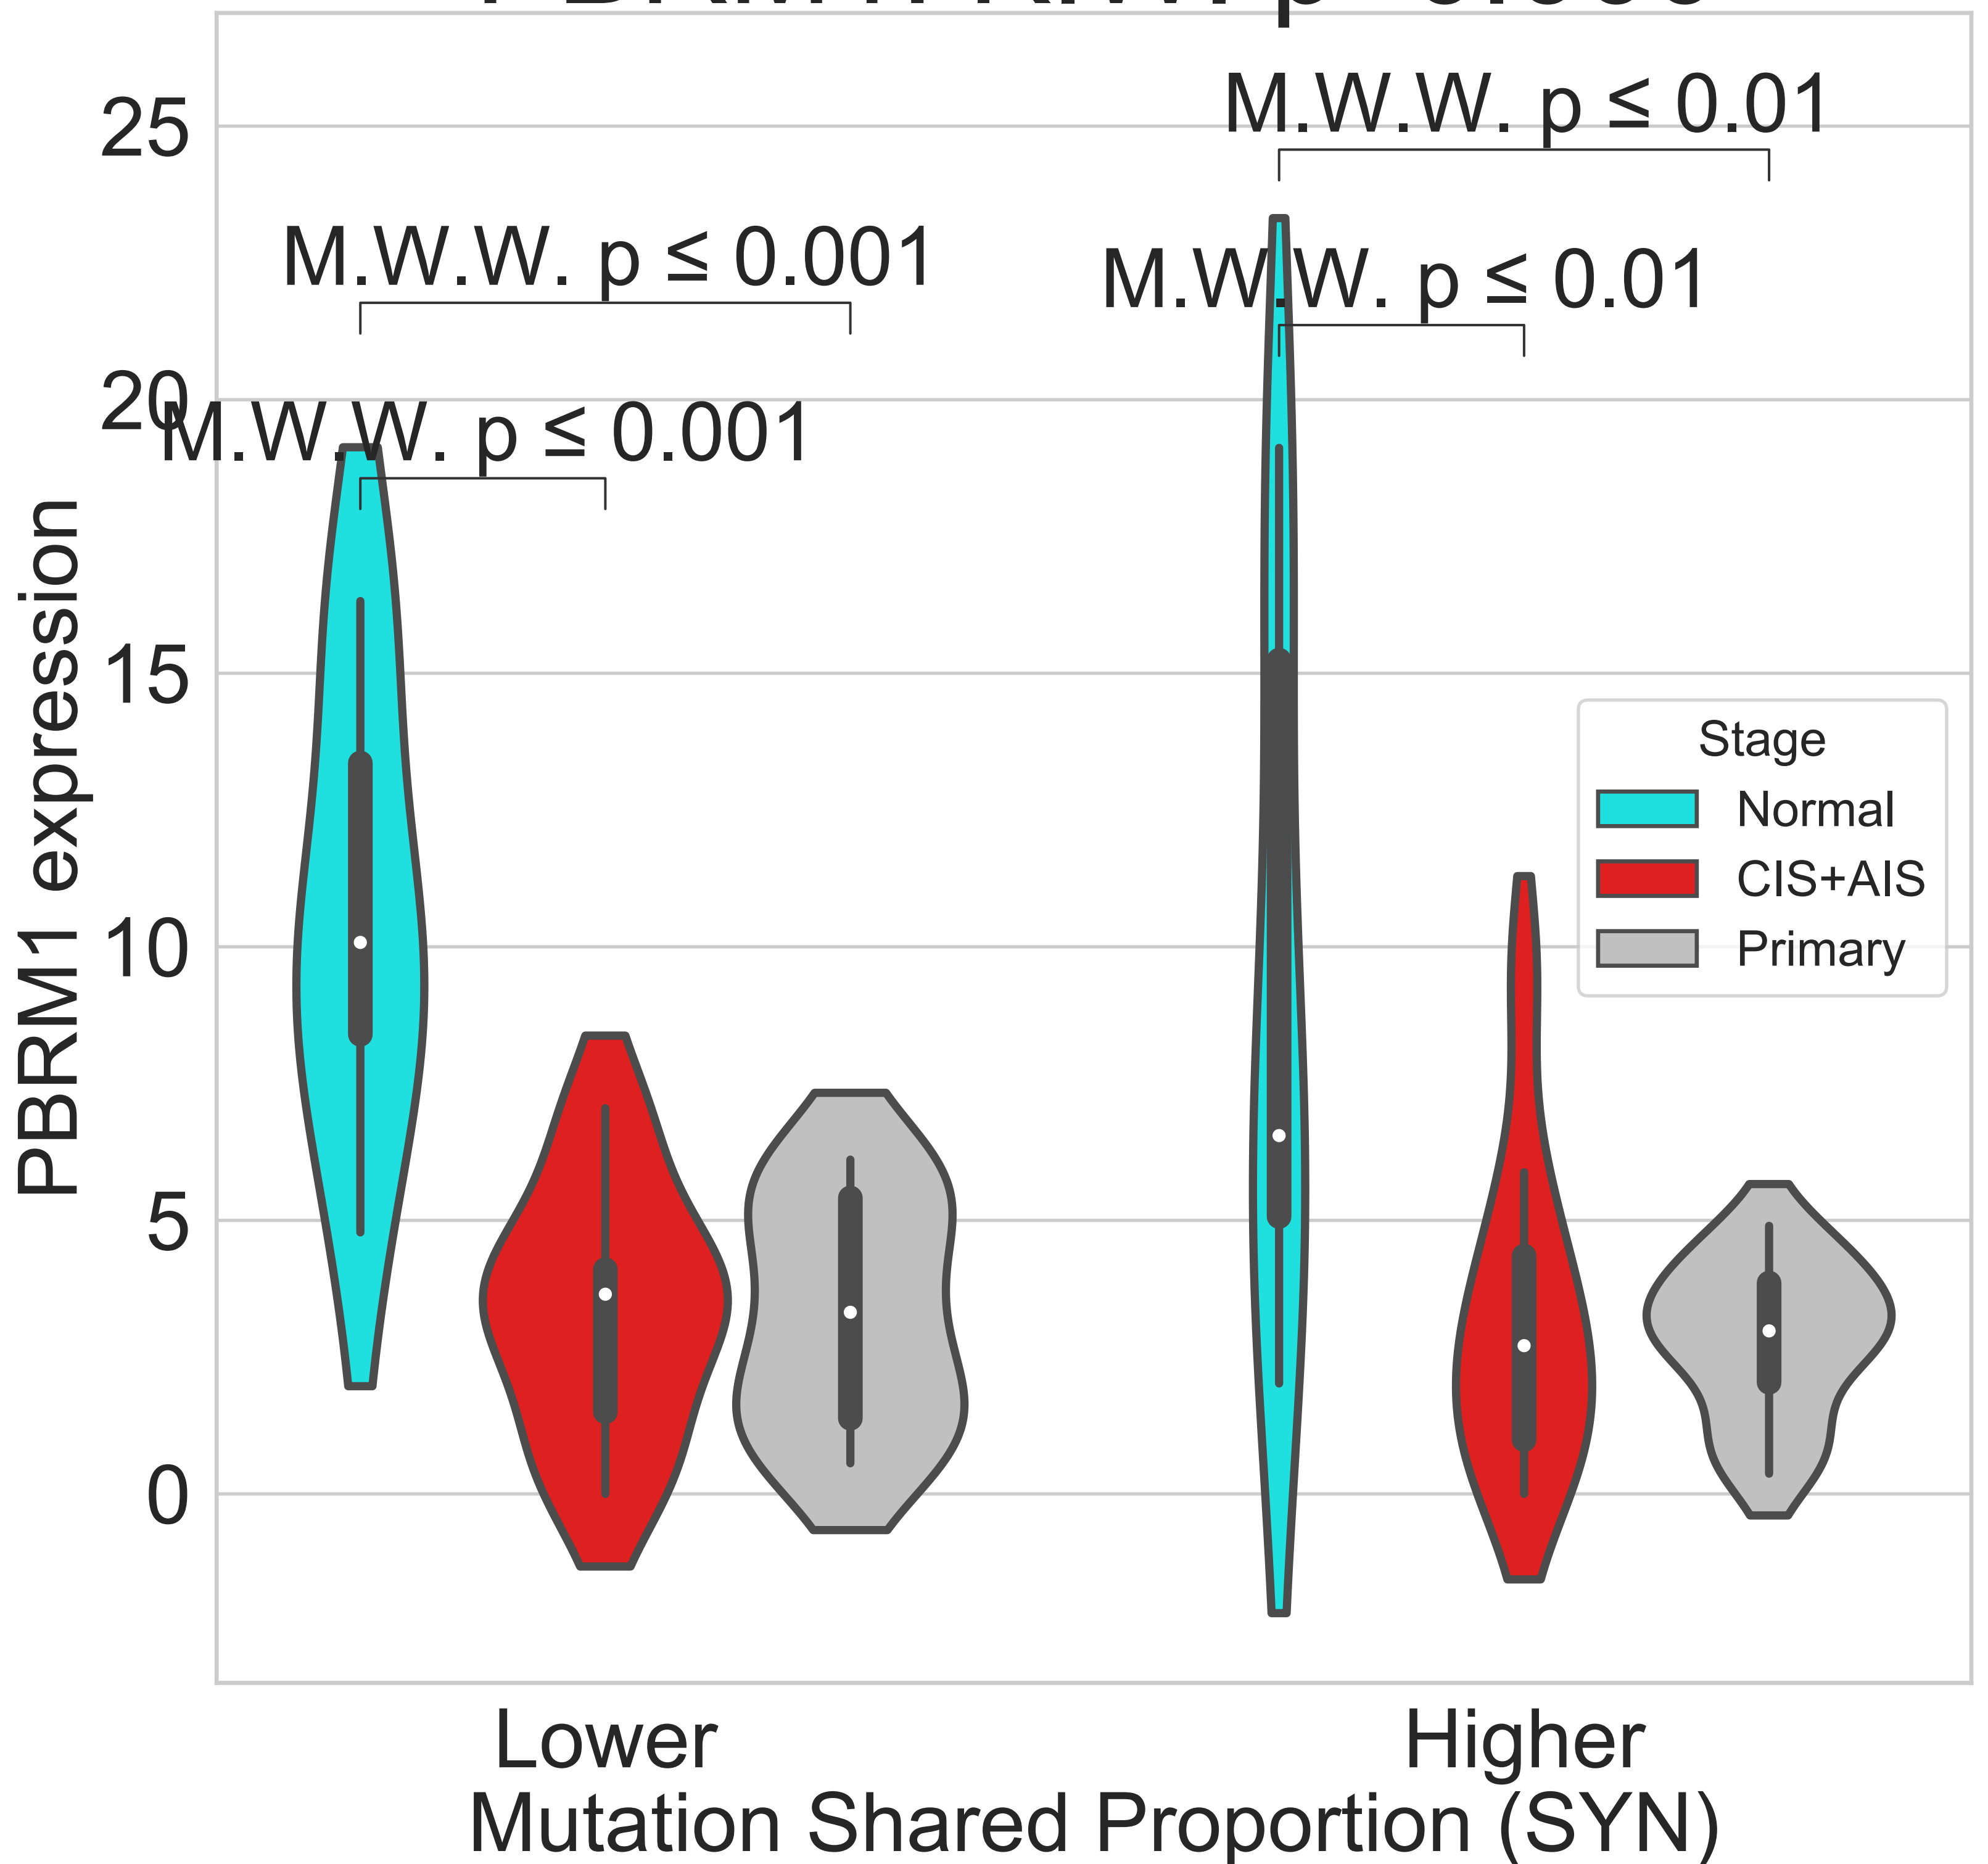 M.W.W. p ≤ 0.01
M.W.W. p ≤ 0.001
M.W.W. p ≤ 0.01
M.W.W. p ≤ 0.001
25
20
15
10
5
0
PBRM1 expression
Stage
Normal
CIS+AIS
Primary
Lower
Higher
Mutation Shared Proportion (SYN)